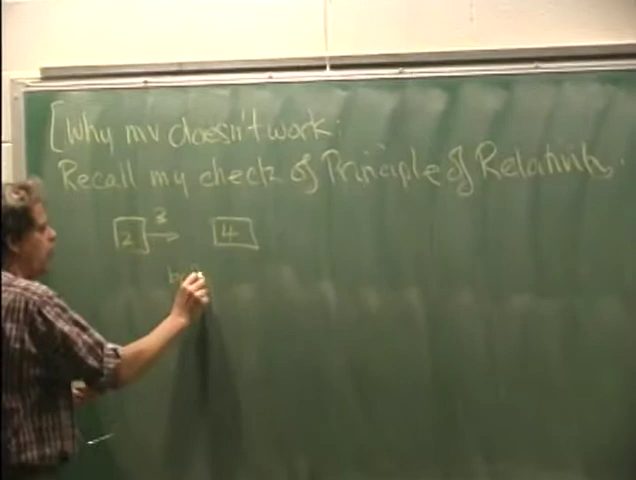 [Why mv doesn't work:
Recall my check of Principle of Relativity.
3
2 4